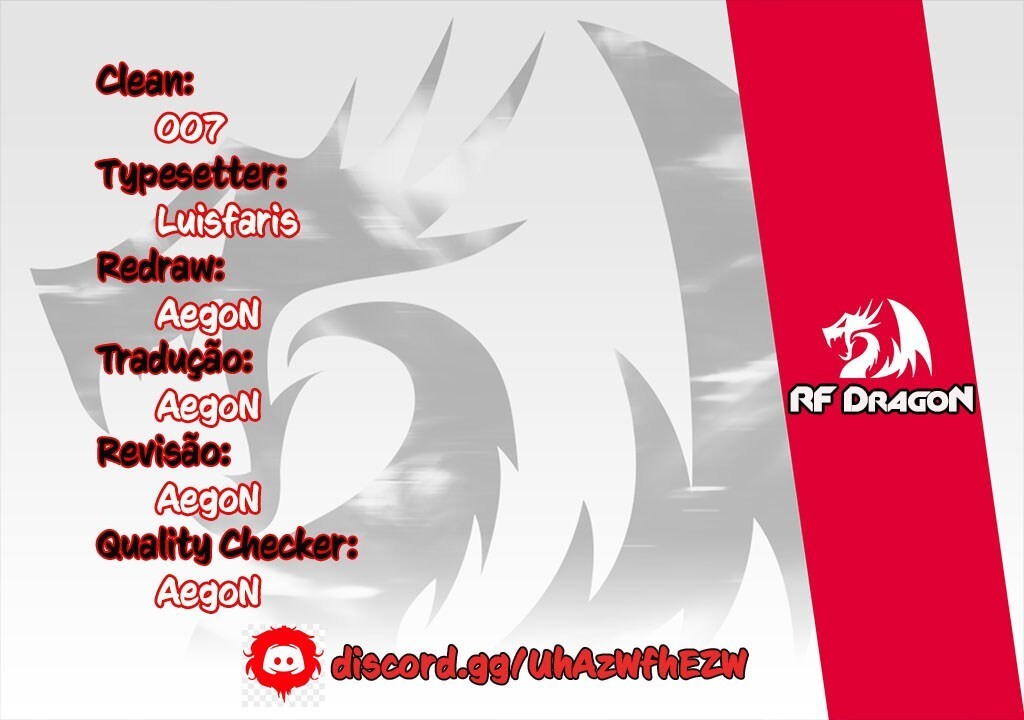 Clean:
007
Typesetter:
Luisfaris
Redraw:
AegoN
Tradução:
AegoN
Revisão:
AegoN
Quality Checker:
AegoN
discord.gg/UhAzWfhEZW
RF DRAGON